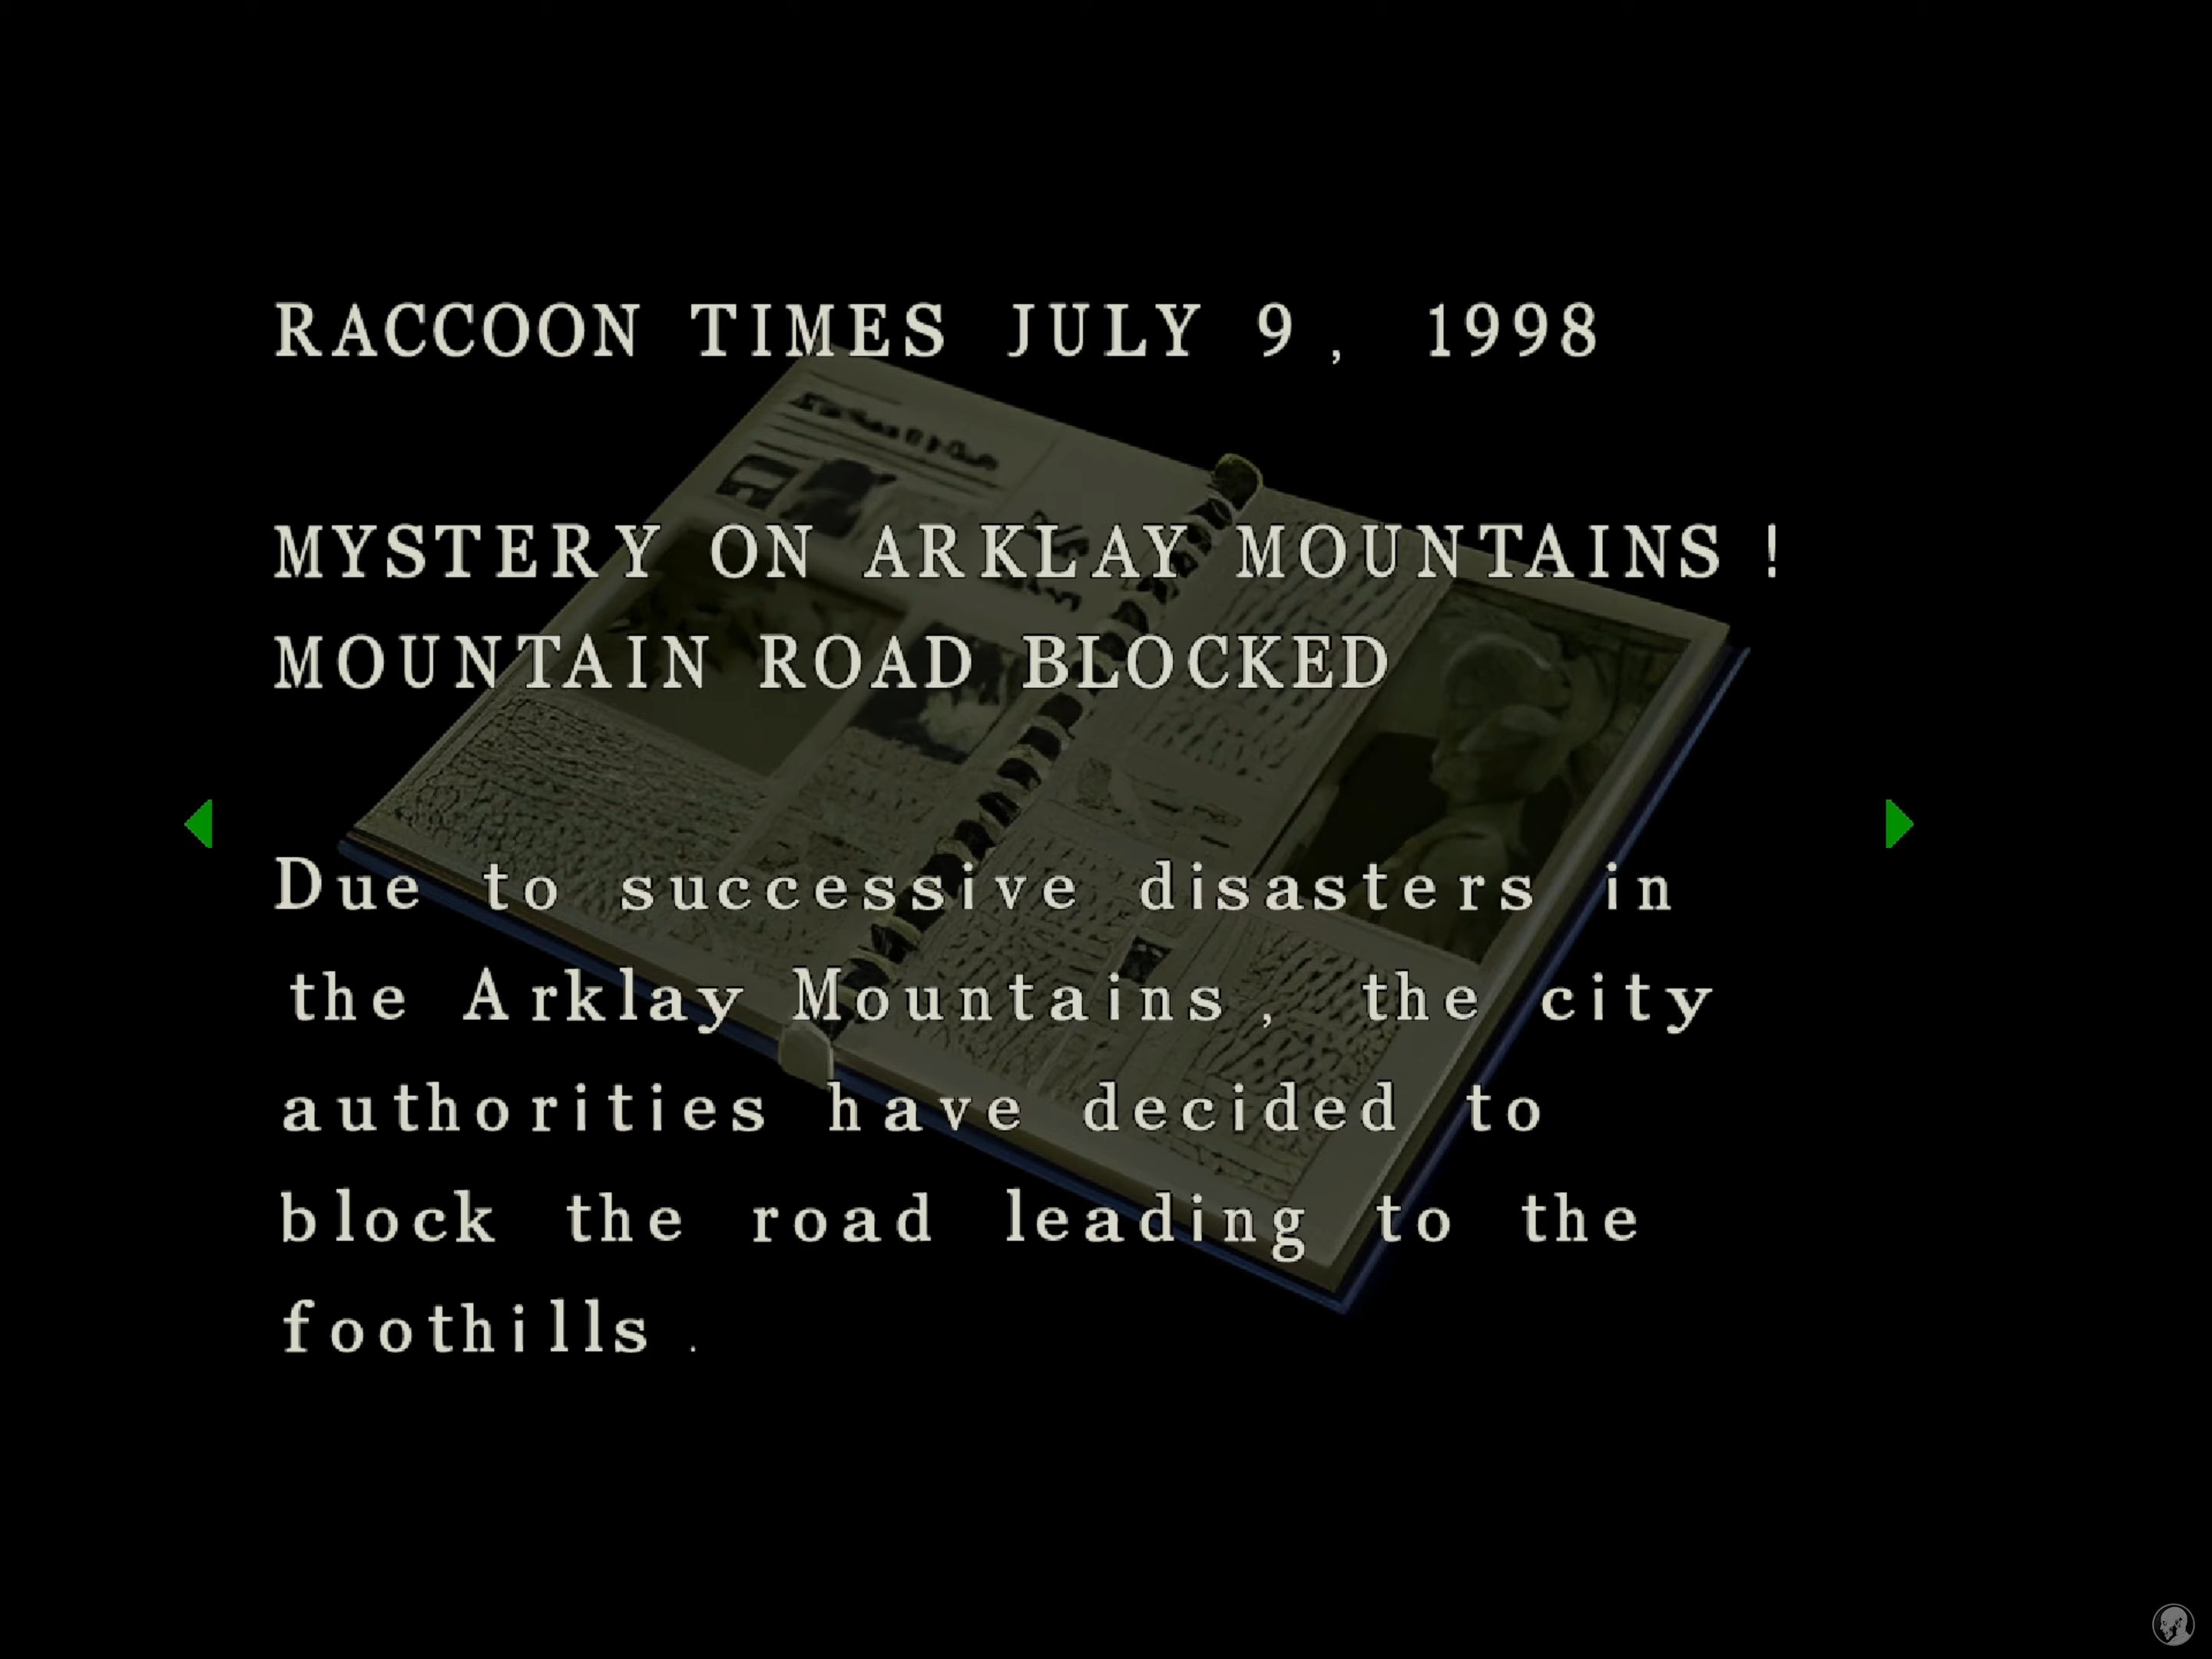 RACCOON TIMES JULY 9, 1998
MYSTERY ON ARKLAY MOUNTAINS!
MOUNTAIN ROAD BLOCKED
Due to successive disasters in
the Arklay Mountains, the city
authorities have decided to
block the road leading to the
foothills.